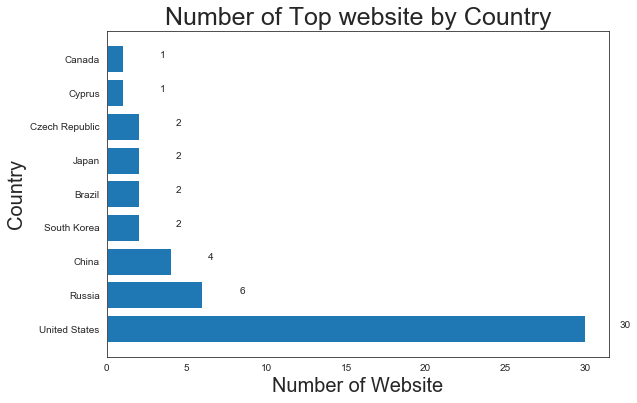 Number of Top website by Country
Country
Canada 1
Cyprus 1
Czech Republic 2
Japan 2
Brazil 2
South Korea 2
China 4
Russia 6
United States 30
0 5 10 15 20 25 30
Number of Website